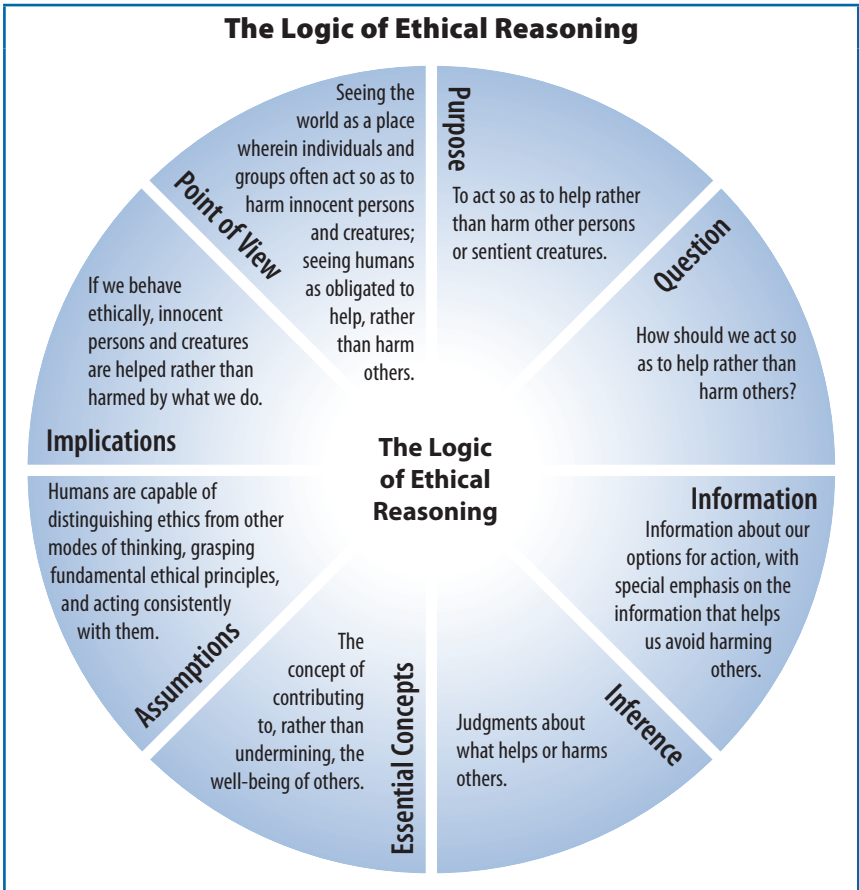 The Logic of Ethical Reasoning
Purpose
To act so as to help rather
than harm other persons
or sentient creatures.
Question
How should we act so
as to help rather than
harm others?
Information
Information about our
options for action, with
special emphasis on the
information that helps
us avoid harming
others.
Inference
Judgments about
what helps or harms
others.
Essential Concepts
The
concept of
contributing
to, rather than
undermining, the
well-being of others.
Assumptions
Humans are capable of
distinguishing ethics from other
modes of thinking, grasping
fundamental ethical principles,
and acting consistently
with them.
Implications
If we behave
ethically, innocent
persons and creatures
are helped rather than
harmed by what we do.
Point of View
Seeing the
world as a place
wherein individuals and
groups often act so as to
harm innocent persons
and creatures;
seeing humans
as obligated to
help, rather
than harm
others.
The Logic
of Ethical
Reasoning